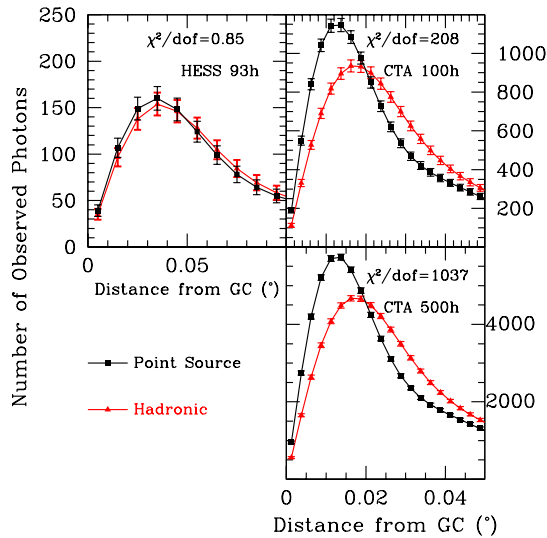 χ²/dof=0.85
HESS 93h
χ²/dof=208
CTA 100h
250
200
150
100
50
0
1000
800
600
400
200
0
0.05
Distance from GC (°)
Number of Observed Photons
χ²/dof=1037
CTA 500h
4000
2000
Point Source
Hadronic
0
0.02
0.04
Distance from GC (°)